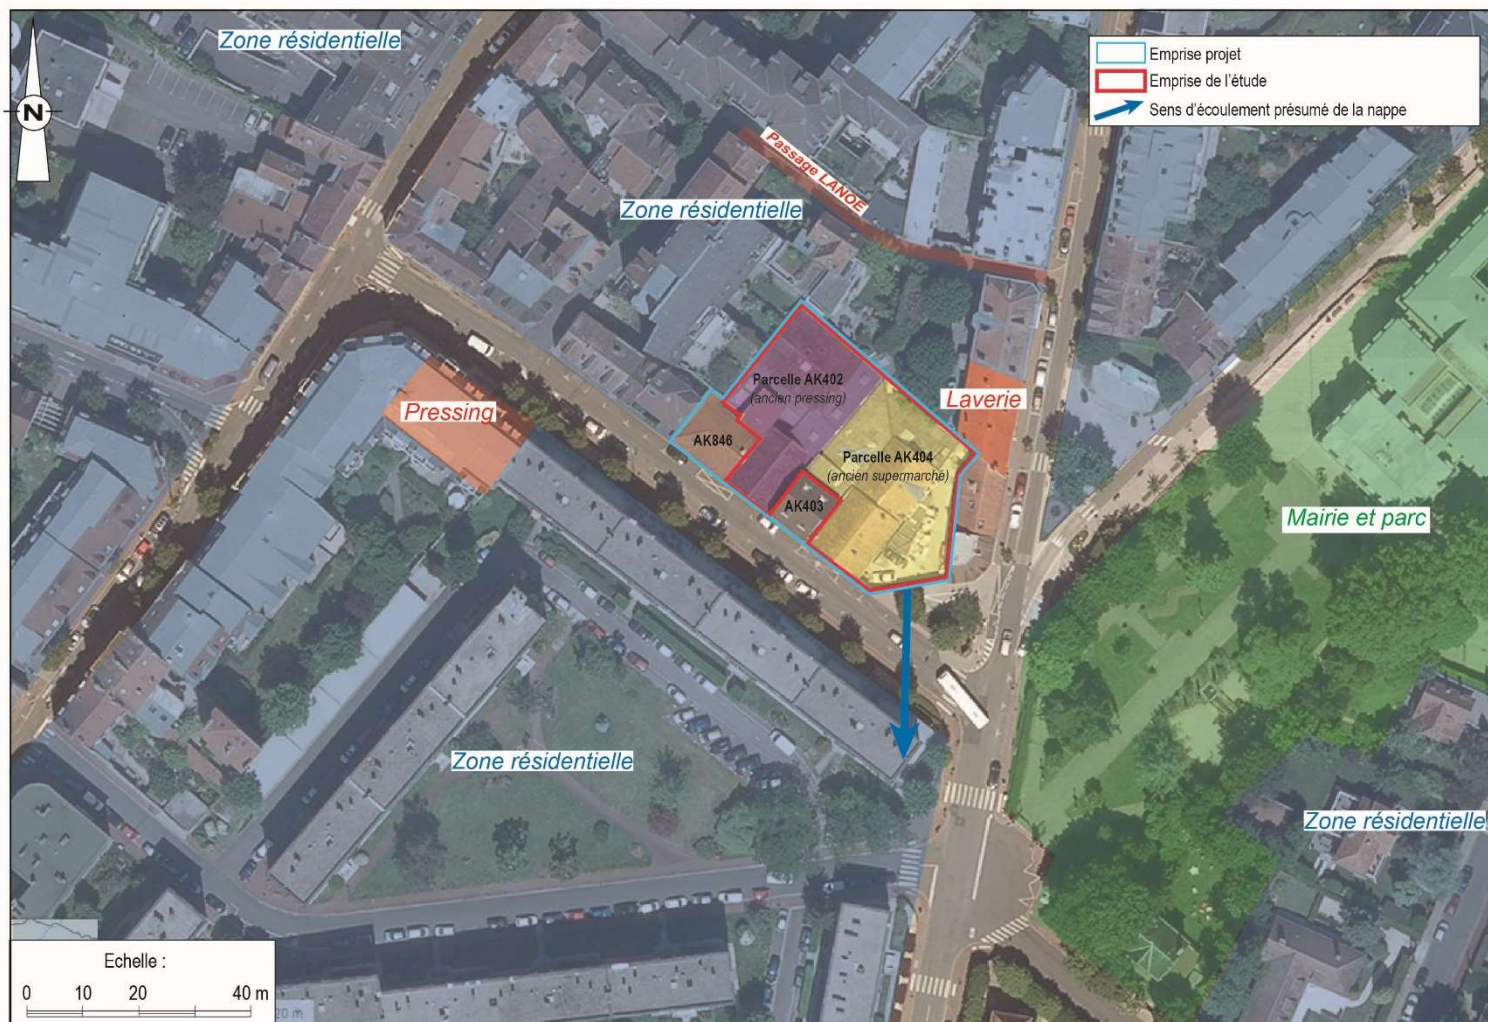 Zone résidentielle
Emprise projet
Emprise de l'étude
Sens d'écoulement présumé de la nappe
N
Passage LANOE
Zone résidentielle
Parcelle AK402
(ancien pressing)
Pressing
Laverie
AK846
Parcelle AK404
(ancien supermarché)
AK403
Mairie et parc
Zone résidentielle
Zone résidentielle
Echelle :
0 10 20 40 m
20 m